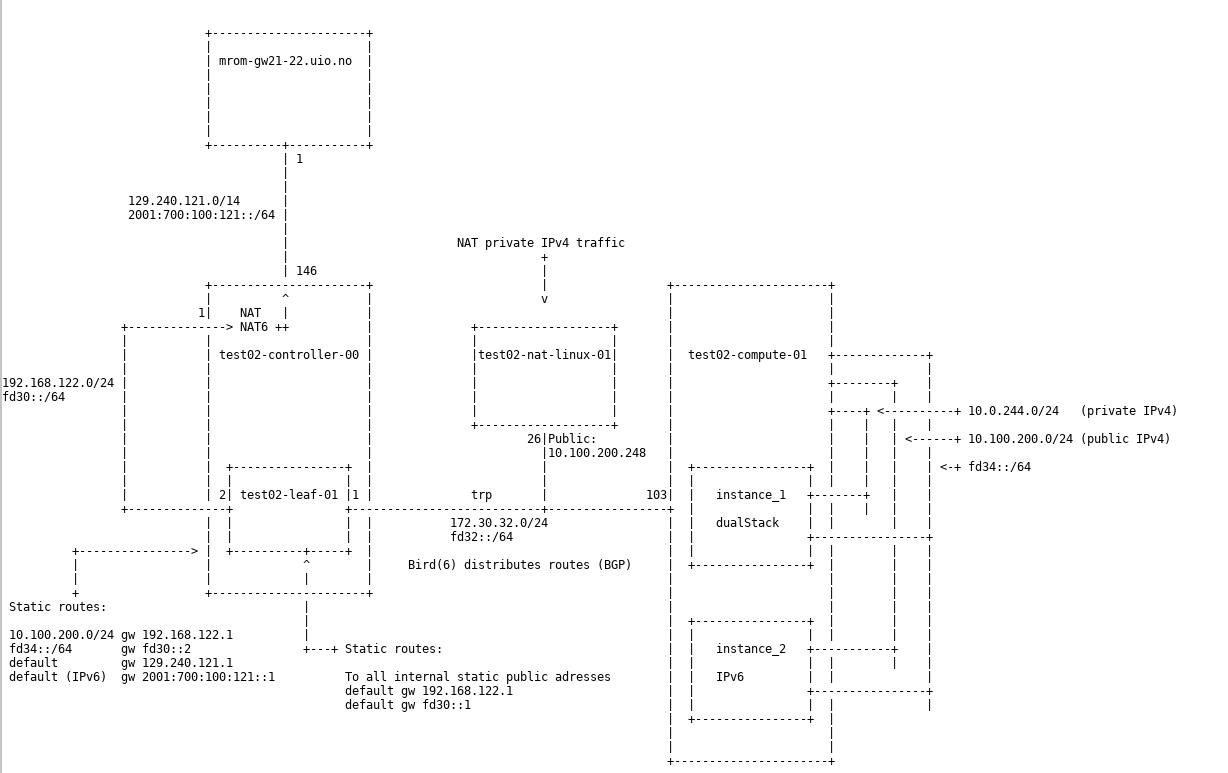 mrom-gw21-22.uio.no
1
129.240.121.0/14
2001:700:100:121::/64
NAT private IPv4 traffic
146
1| NAT
NAT6 ++
test02-controller-00
test02-nat-linux-01
test02-compute-01
192.168.122.0/24
fd30::/64
10.0.244.0/24 (private IPv4)
26|Public:
10.100.200.0/24 (public IPv4)
10.100.200.248
fd34::/64
2| test02-leaf-01 |1
trp
103|
instance_1
172.30.32.0/24
dualStack
fd32::/64
Bird(6) distributes routes (BGP)
Static routes:
10.100.200.0/24 gw 192.168.122.1
fd34::/64 gw fd30::2
default gw 129.240.121.1
default (IPv6) gw 2001:700:100:121::1
Static routes:
To all internal static public adresses
default gw 192.168.122.1
default gw fd30::1
instance_2
IPv6